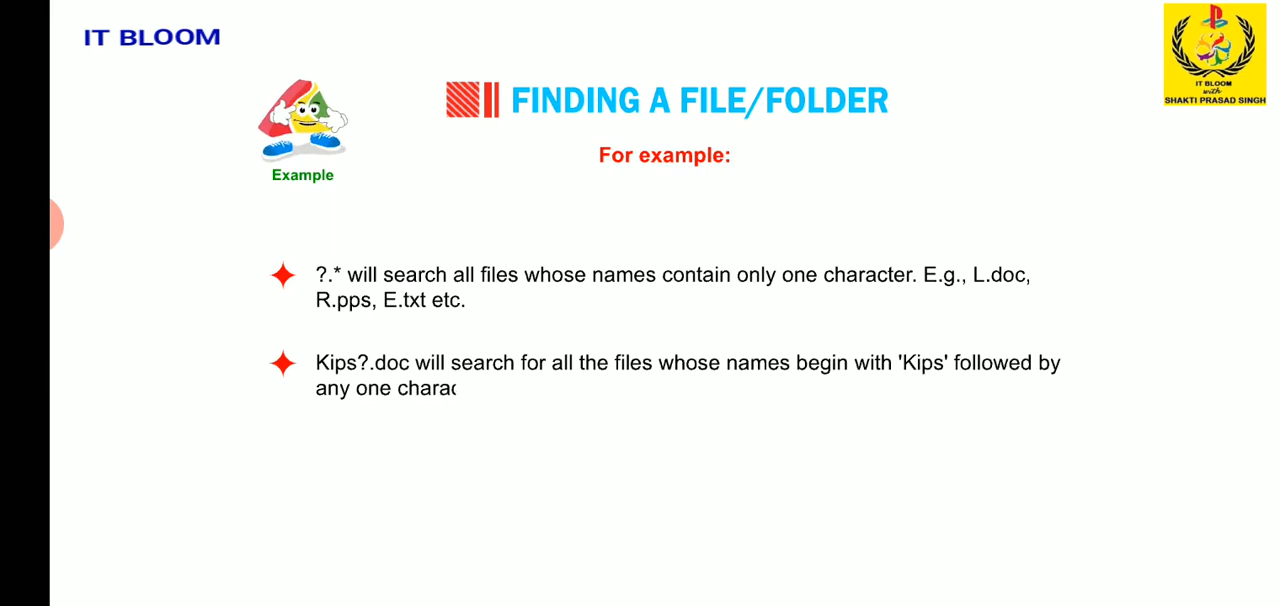 IT BLOOM
IT BLOOM
with
SHAKTI PRASAD SINGH
FINDING A FILE/FOLDER
For example:
Example
?.* will search all files whose names contain only one character. E.g., L.doc,
R.pps, E.txt etc.
Kips?.doc will search for all the files whose names begin with 'Kips' followed by
any one charac